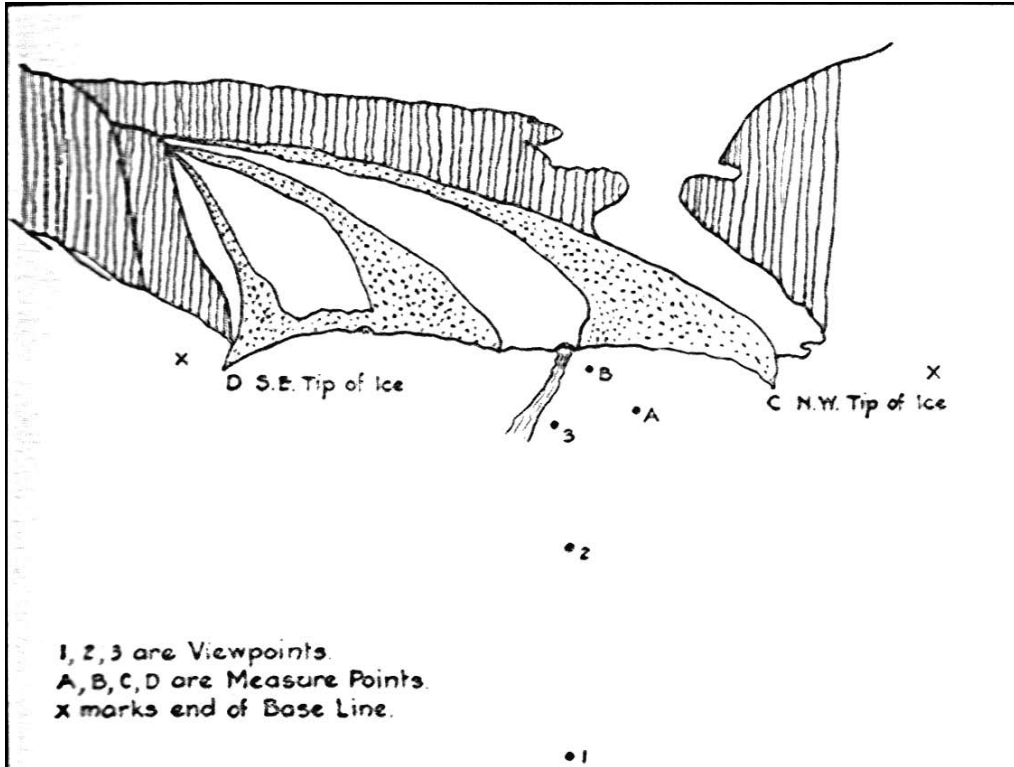 B
D S.E. Tip of Ice
C N.W. Tip of Ice
A
3
2
1, 2, 3 are Viewpoints.
A, B, C, D are Measure Points.
x marks end of Base Line.
1
x
x